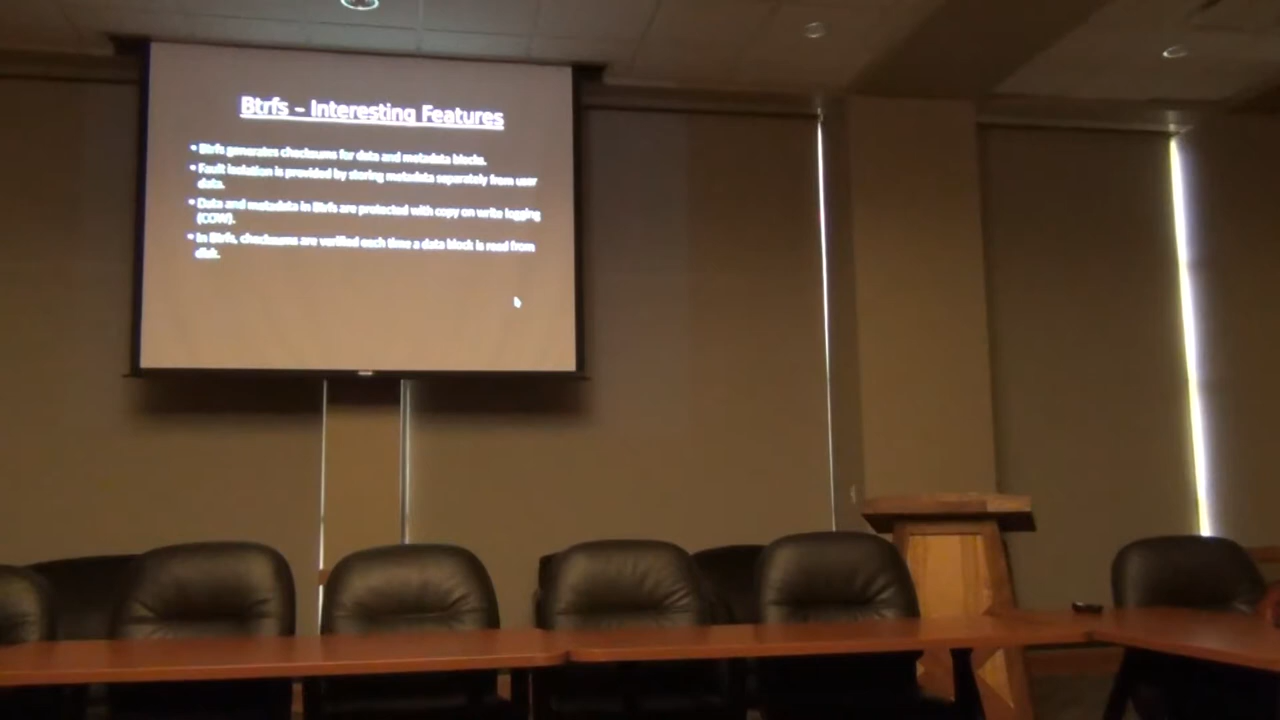 Btrfs – Interesting Features
• Btrfs generates checksums for data and metadata blocks.
• Fault isolation is provided by storing metadata separately from user
data.
• Data and metadata in Btrfs are protected with copy on write logging
(COW).
• In Btrfs, checksums are verified each time a data block is read from
disk.